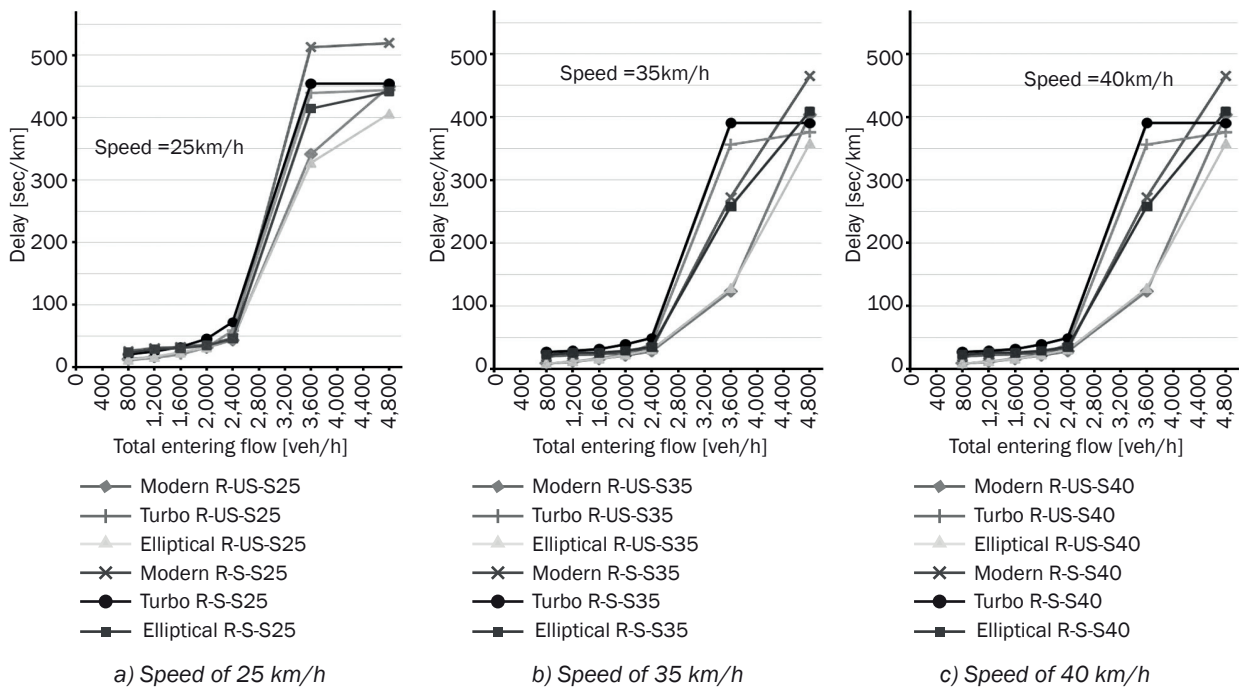 Delay [sec/km]
500
400
300
200
100
0
Speed =25km/h
0
400
800
1,200
1,600
2,000
2,400
2,800
3,200
3,600
4,000
4,400
4,800
Total entering flow [veh/h]
Modern R-US-S25
Turbo R-US-S25
Elliptical R-US-S25
Modern R-S-S25
Turbo R-S-S25
Elliptical R-S-S25
a) Speed of 25 km/h
Delay [sec/km]
500
400
300
200
100
0
Speed =35km/h
0
400
800
1,200
1,600
2,000
2,400
2,800
3,200
3,600
4,000
4,400
4,800
Total entering flow [veh/h]
Modern R-US-S35
Turbo R-US-S35
Elliptical R-US-S35
Modern R-S-S35
Turbo R-S-S35
Elliptical R-S-S35
b) Speed of 35 km/h
Delay [sec/km]
500
400
300
200
100
0
Speed =40km/h
0
400
800
1,200
1,600
2,000
2,400
2,800
3,200
3,600
4,000
4,400
4,800
Total entering flow [veh/h]
Modern R-US-S40
Turbo R-US-S40
Elliptical R-US-S40
Modern R-S-S40
Turbo R-S-S40
Elliptical R-S-S40
c) Speed of 40 km/h